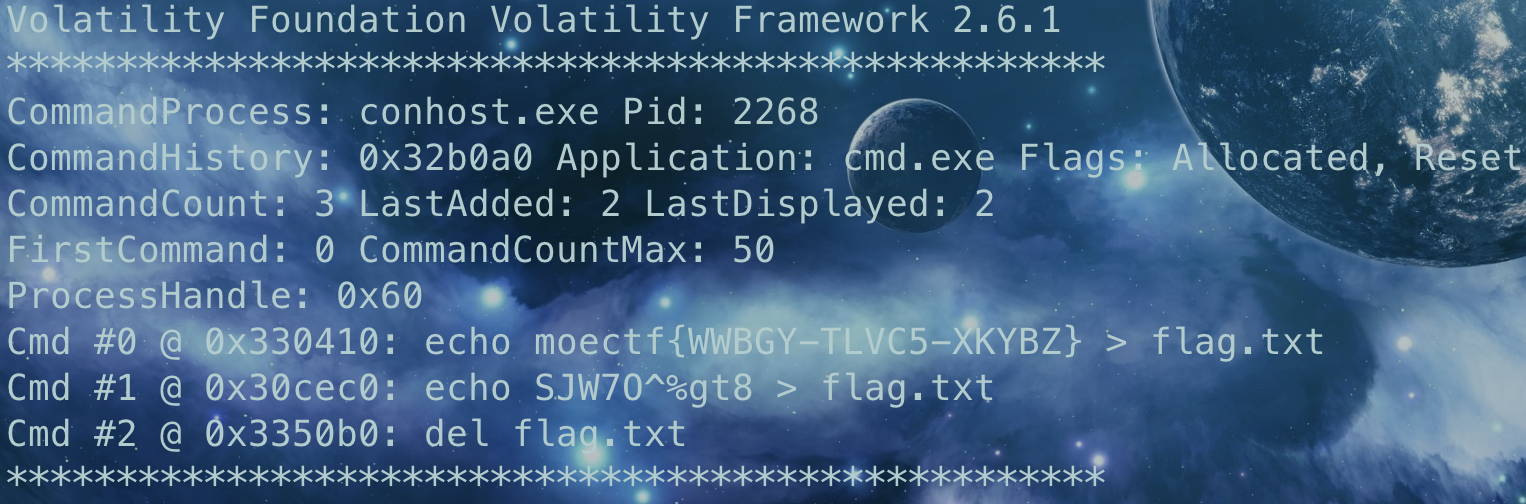 Volatility Foundation Volatility Framework 2.6.1
**************************************************
CommandProcess: conhost.exe Pid: 2268
CommandHistory: 0x32b0a0 Application: cmd.exe Flags: Allocated, Reset
CommandCount: 3 LastAdded: 2 LastDisplayed: 2
FirstCommand: 0 CommandCountMax: 50
ProcessHandle: 0x60
Cmd #0 @ 0x330410: echo moectf{WWBGY-TLVC5-XKYBZ} > flag.txt
Cmd #1 @ 0x30cec0: echo SJW7O^%gt8 > flag.txt
Cmd #2 @ 0x3350b0: del flag.txt
**************************************************